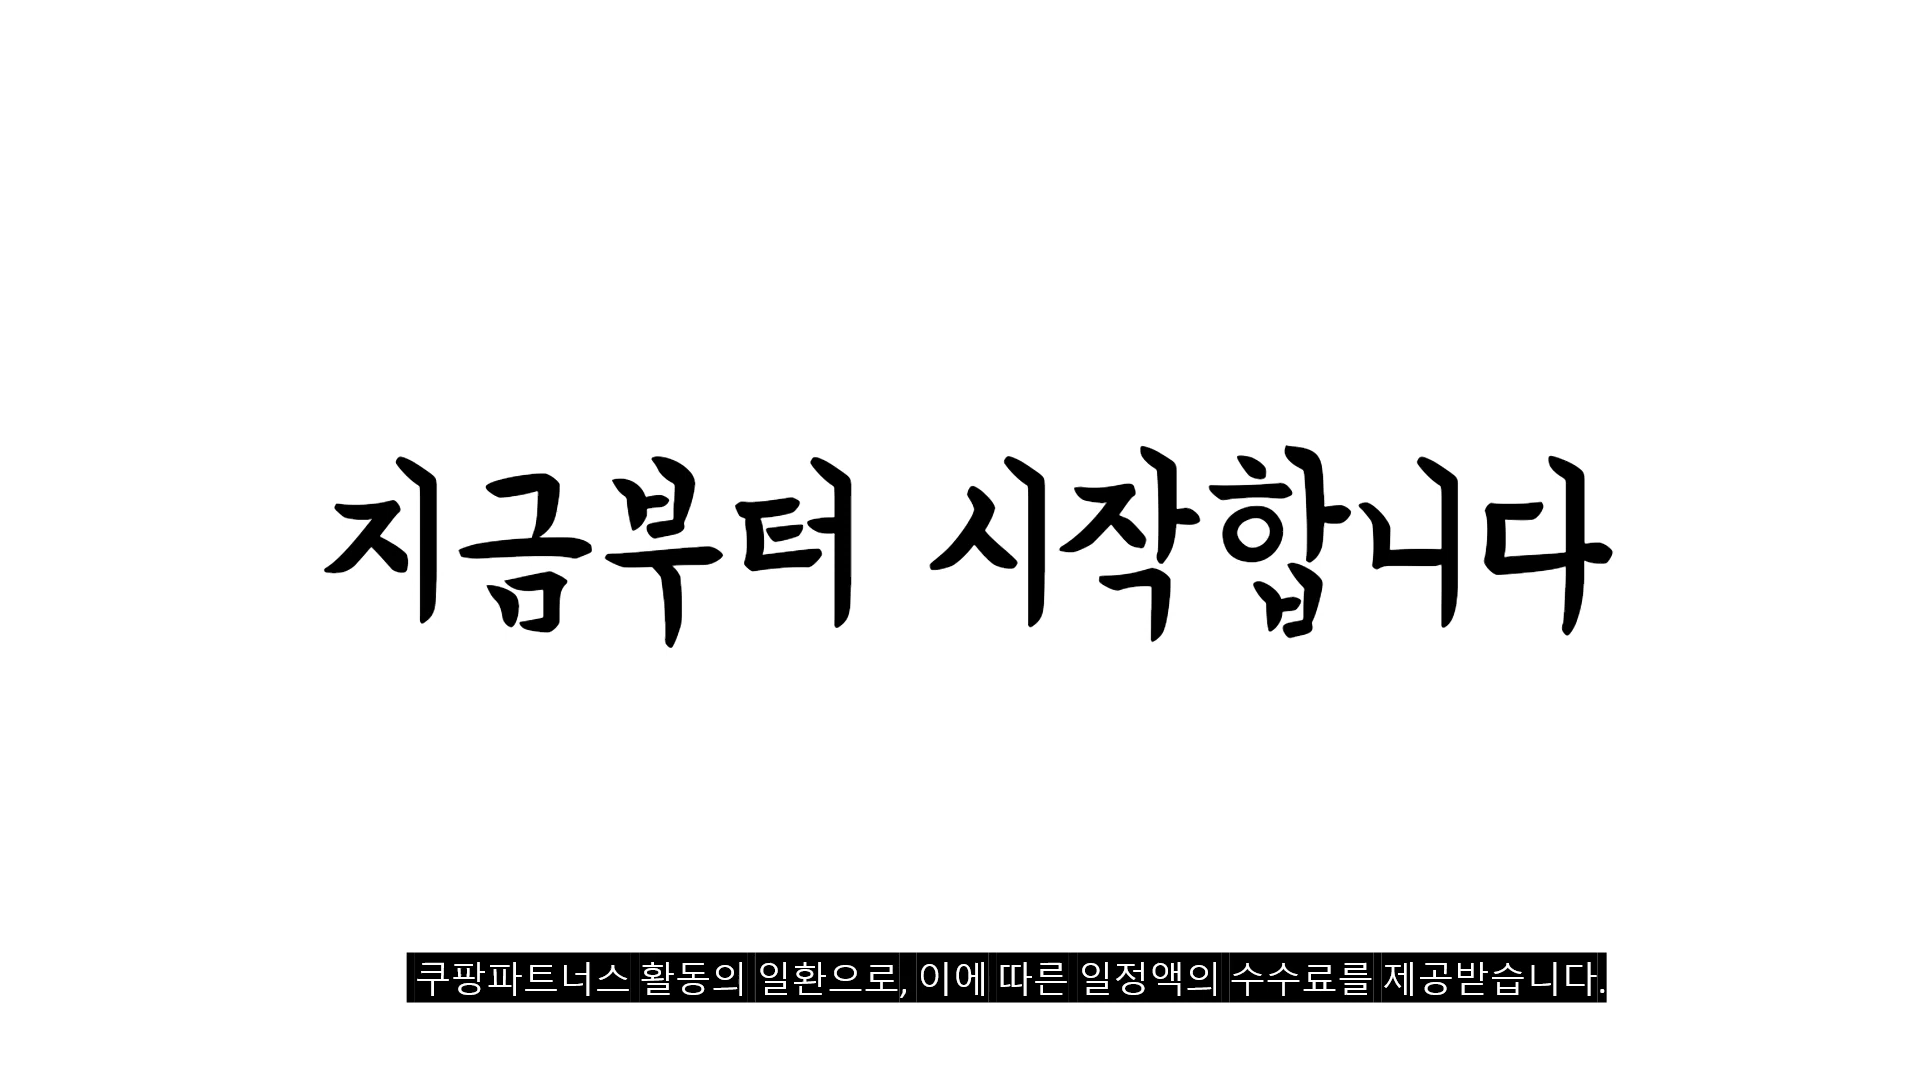 지금부터 시작합니다
쿠팡파트너스 활동의 일환으로, 이에 따른 일정액의 수수료를 제공받습니다.